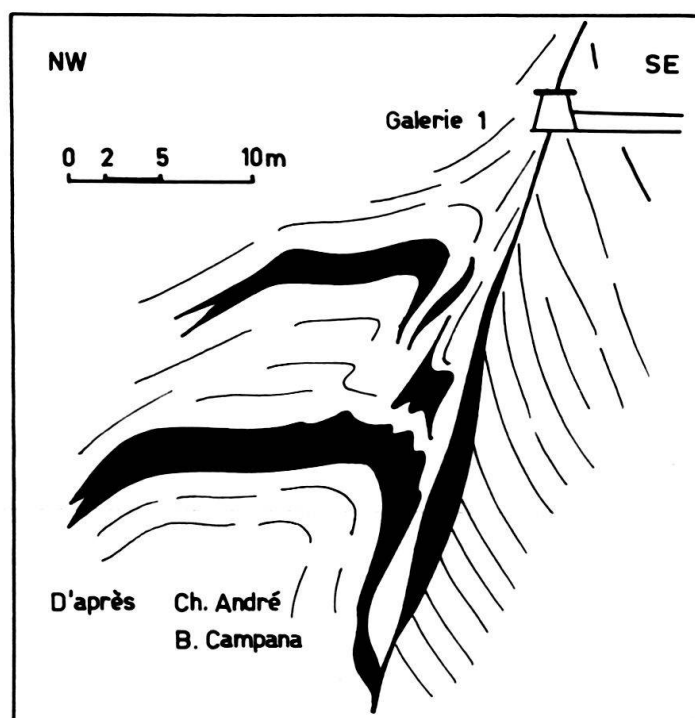 NW
SE
Galerie 1
0 2 5 10m
D'après Ch. André
B. Campana